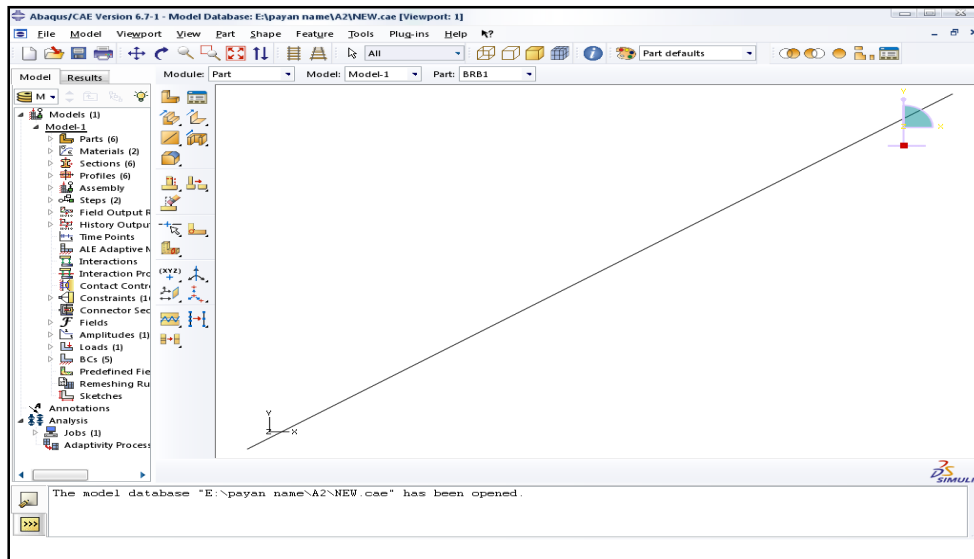 Abaqus/CAE Version 6.7-1 - Model Database: E:\payan name\A2\NEW.cae [Viewport: 1]
File Model Viewport View Part Shape Feature Tools Plug-ins Help
All Part defaults
Model Results Module: Part Model: Model-1 Part: BRB1
M
Models (1)
Model-1
Parts (6)
Materials (2)
Sections (6)
Profiles (6)
Assembly
Steps (2)
Field Output R
History Outpu
Time Points
ALE Adaptive N
Interactions
Interaction Pro
Contact Contr
Constraints (1
Connector Sec
Fields
Amplitudes (1)
Loads (1)
BCs (5)
Predefined Fie
Remeshing Ru
Sketches
Annotations
Analysis
Jobs (1)
Adaptivity Process
(XYZ)
Y
X
Z
Y
X
Z
SIMULI
The model database "E:\payan name\A2\NEW.cae" has been opened.
>>>